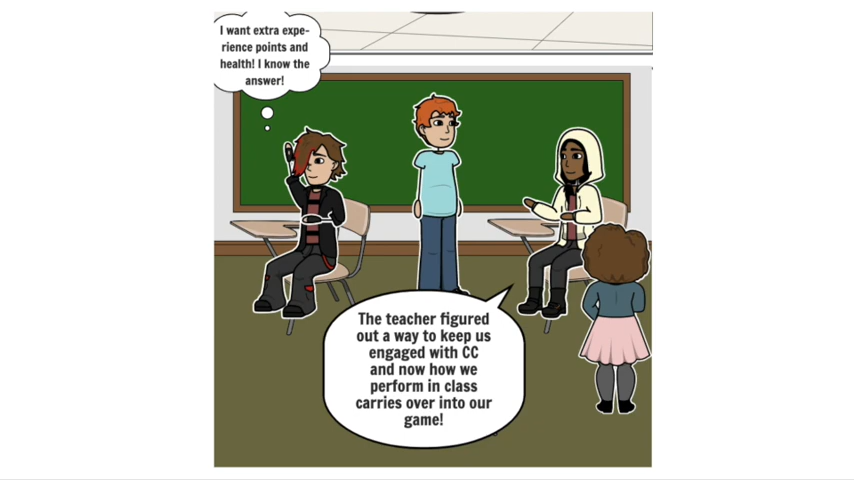 I want extra expe-
rience points and
health! I know the
answer!
The teacher figured
out a way to keep us
engaged with CC
and now how we
perform in class
carries over into our
game!